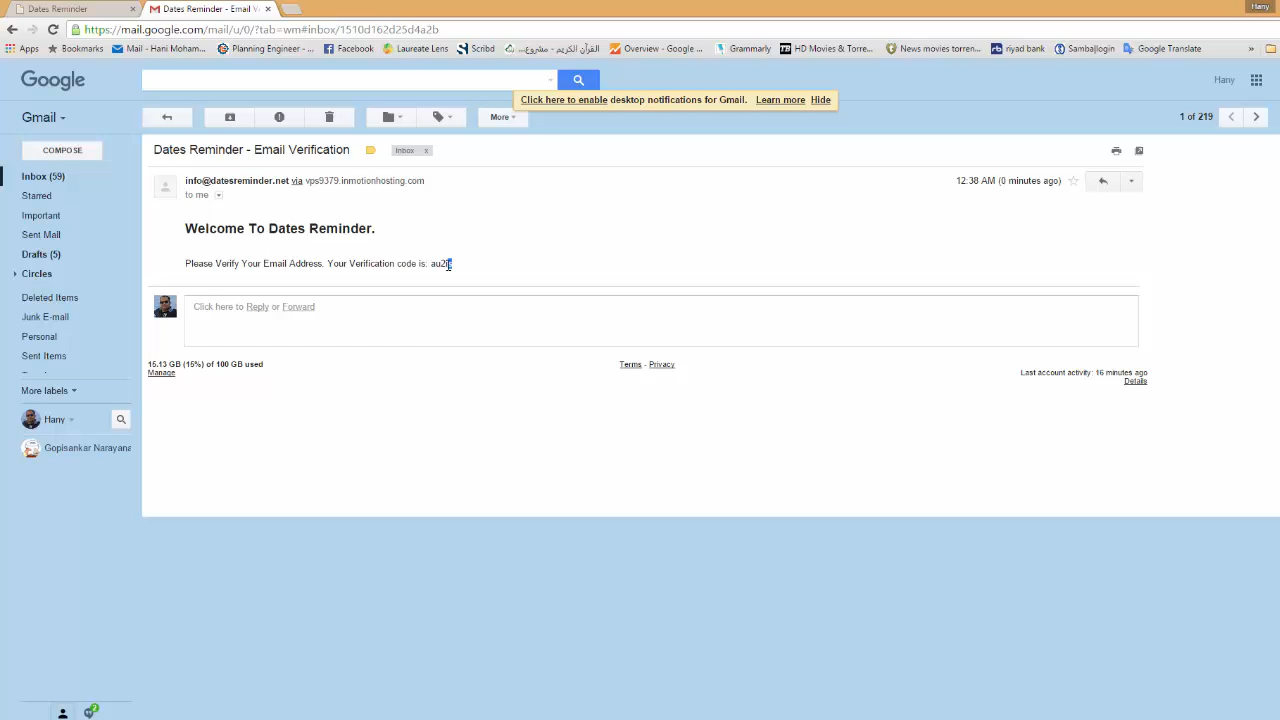 Dates Reminder x
Dates Reminder - Email V x
Hany
https://mail.google.com/mail/u/0/?tab=wm#inbox/1510d162d25d4a2b
Apps Bookmarks Mail - Hani Moham... Planning Engineer - ... Facebook Laureate Lens Scribd القرآن الكريم - مشروع... Overview - Google ... Grammarly HD Movies & Torre... News movies torren... riyad bank Samba|login Google Translate »
Google
Hany
Click here to enable desktop notifications for Gmail. Learn more Hide
Gmail
More
1 of 219
COMPOSE
Dates Reminder - Email Verification Inbox x
Inbox (59)
info@datesreminder.net via vps9379.inmotionhosting.com
12:38 AM (0 minutes ago)
to me
Starred
Important
Sent Mail
Drafts (5)
Circles
Deleted Items
Junk E-mail
Personal
Sent Items
More labels
Hany
Gopisankar Narayana
Welcome To Dates Reminder.
Please Verify Your Email Address. Your Verification code is:
Click here to Reply or Forward
15.13 GB (15%) of 100 GB used
Manage
Terms - Privacy
Last account activity: 16 minutes ago
Details
2